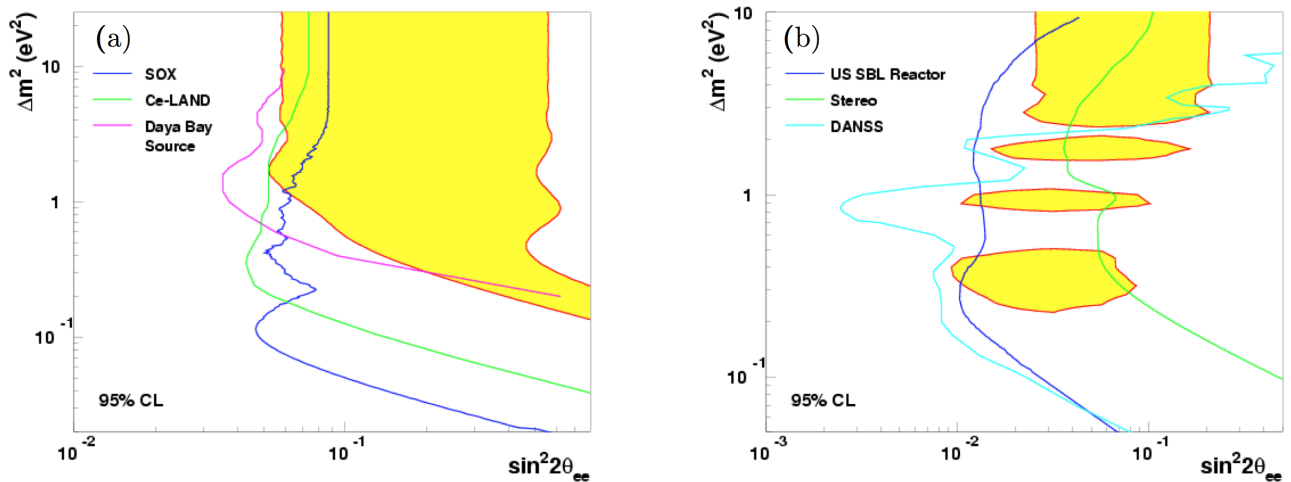 (a)
Δm² (eV²)
SOX
Ce-LAND
Daya Bay
Source
10
1
10⁻¹
95% CL
10⁻²
10⁻¹
sin²2θₑₑ
(b)
Δm² (eV²)
US SBL Reactor
Stereo
DANSS
10
1
10⁻¹
95% CL
10⁻³
10⁻²
10⁻¹
sin²2θₑₑ